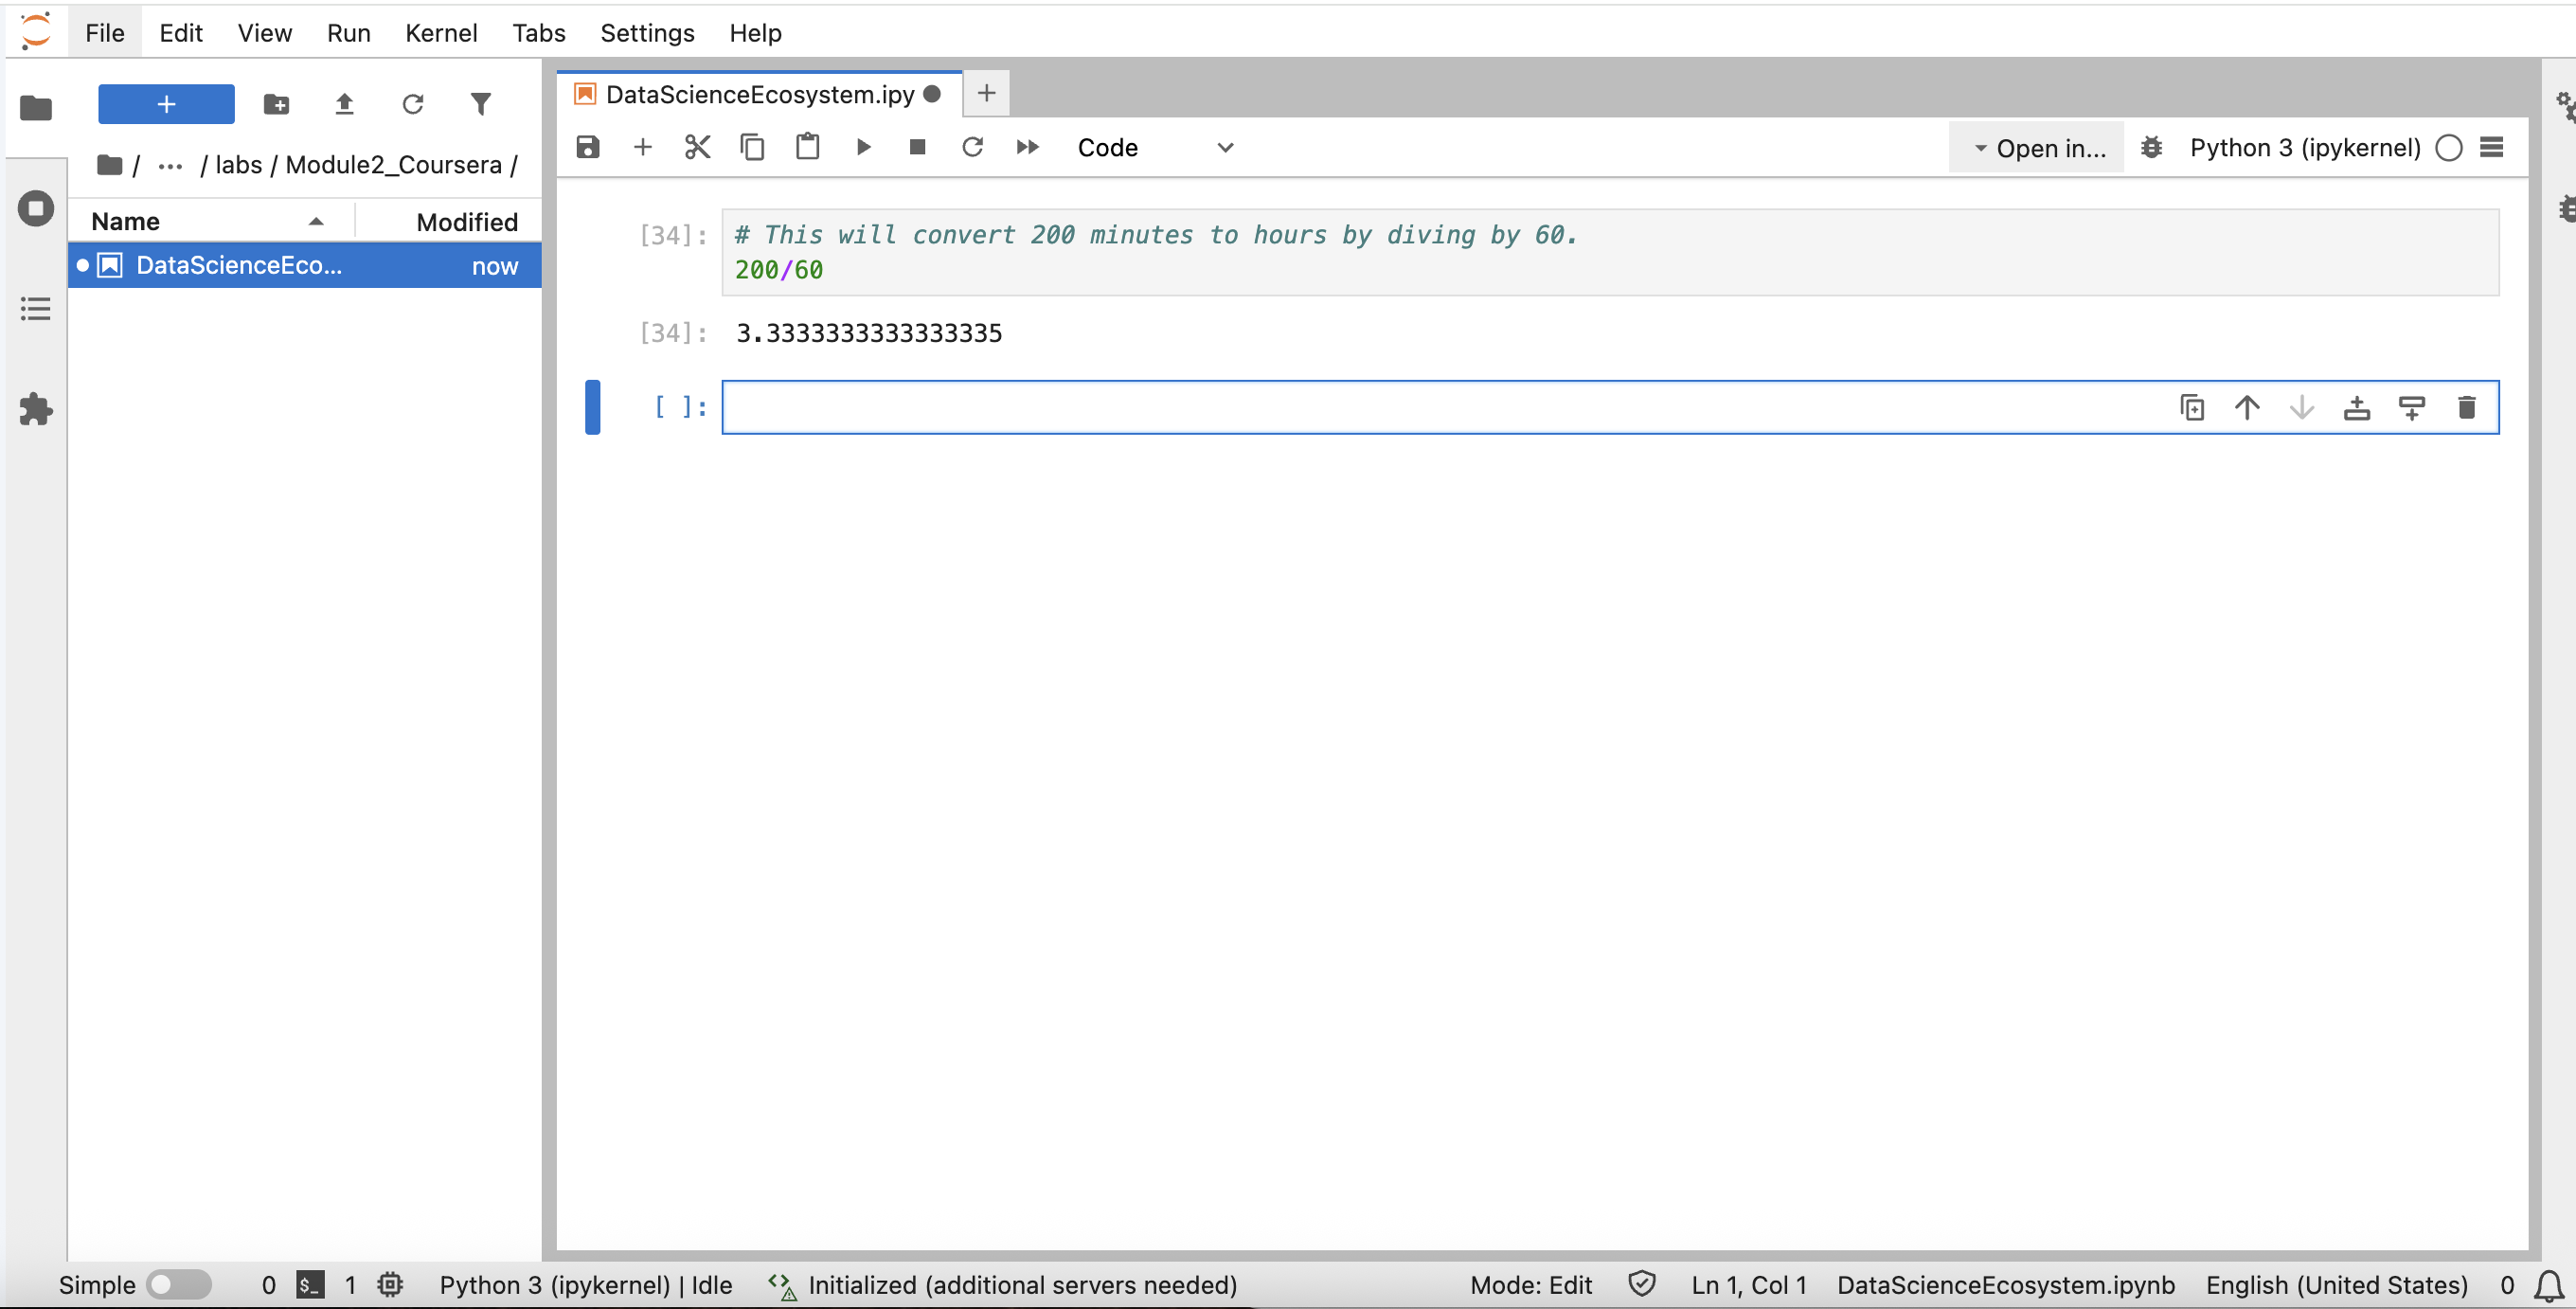 File Edit View Run Kernel Tabs Settings Help
+
/ ... / labs / Module2_Coursera /
Name Modified
DataScienceEco... now
DataScienceEcosystem.ipy
Code
Open in... Python 3 (ipykernel)
[34]: # This will convert 200 minutes to hours by diving by 60.
200/60
[34]: 3.3333333333333335
[ ]:
Simple 0 $_ 1 Python 3 (ipykernel) | Idle Initialized (additional servers needed) Mode: Edit Ln 1, Col 1 DataScienceEcosystem.ipynb English (United States) 0